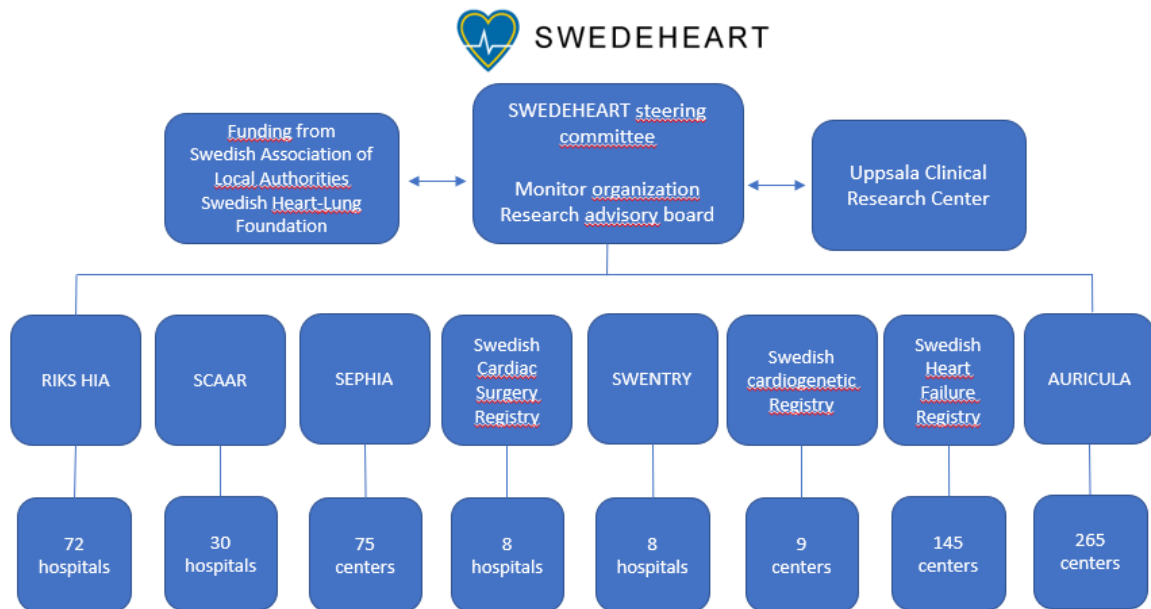 SWEDEHEART
Funding from
Swedish Association of
Local Authorities
Swedish Heart-Lung
Foundation
SWEDEHEART steering
committee
Monitor organization
Research advisory board
Uppsala Clinical
Research Center
RIKS HIA
SCAAR
SEPHIA
Swedish
Cardiac
Surgery
Registry
SWENTRY
Swedish
cardiogenetic
Registry
Swedish
Heart
Failure
Registry
AURICULA
72
hospitals
30
hospitals
75
centers
8
hospitals
8
hospitals
9
centers
145
centers
265
centers